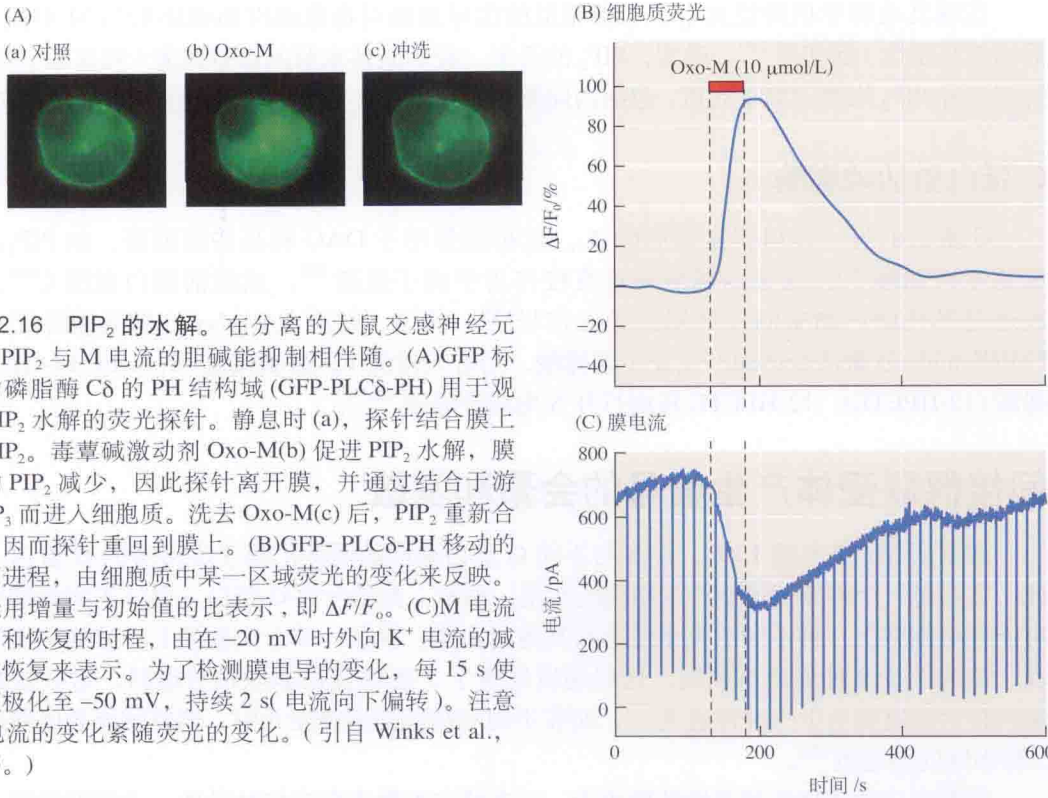 (A)
(a) 对照
(b) Oxo-M
(c) 冲洗
2.16 PIP₂ 的水解。在分离的大鼠交感神经元
PIP₂ 与 M 电流的胆碱能抑制相伴随。(A)GFP 标
磷脂酶 Cδ 的 PH 结构域 (GFP-PLCδ-PH) 用于观
IP₂ 水解的荧光探针。静息时 (a)，探针结合膜上
IP₂。毒蕈碱激动剂 Oxo-M(b) 促进 PIP₂ 水解，膜
PIP₂ 减少，因此探针离开膜，并通过结合于游
P₃ 而进入细胞质。洗去 Oxo-M(c) 后，PIP₂ 重新合
因而探针重回到膜上。(B)GFP- PLCδ-PH 移动的
进程，由细胞质中某一区域荧光的变化来反映。
用增量与初始值的比表示 , 即 ΔF/Fₒ。(C)M 电流
和恢复的时程，由在 –20 mV 时外向 K⁺ 电流的减
恢复来表示。为了检测膜电导的变化，每 15 s 使
极化至 –50 mV，持续 2 s( 电流向下偏转 )。注意
电流的变化紧随荧光的变化。( 引自 Winks et al.,
。)
(B) 细胞质荧光
Oxo-M (10 μmol/L)
100
80
60
40
20
–20
–40
ΔF/F₀/%
(C) 膜电流
800
600
400
200
0
电流 /pA
0
200
400
600
时间 /s